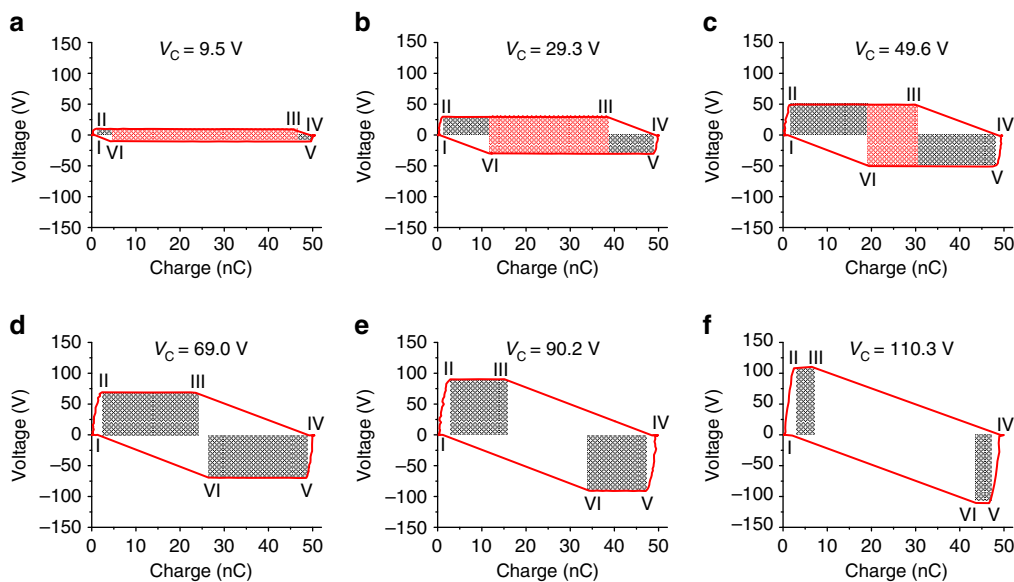 a
V_C = 9.5 V
Voltage (V)
150
100
50
0
–50
–100
–150
II
III
IV
I
VI
V
0 10 20 30 40 50
Charge (nC)
b
V_C = 29.3 V
Voltage (V)
150
100
50
0
–50
–100
–150
II
III
IV
I
VI
V
0 10 20 30 40 50
Charge (nC)
c
V_C = 49.6 V
Voltage (V)
150
100
50
0
–50
–100
–150
II
III
IV
I
VI
V
0 10 20 30 40 50
Charge (nC)
d
V_C = 69.0 V
Voltage (V)
150
100
50
0
–50
–100
–150
II
III
IV
I
VI
V
0 10 20 30 40 50
Charge (nC)
e
V_C = 90.2 V
Voltage (V)
150
100
50
0
–50
–100
–150
II
III
IV
I
VI
V
0 10 20 30 40 50
Charge (nC)
f
V_C = 110.3 V
Voltage (V)
150
100
50
0
–50
–100
–150
II
III
IV
I
VI
V
0 10 20 30 40 50
Charge (nC)